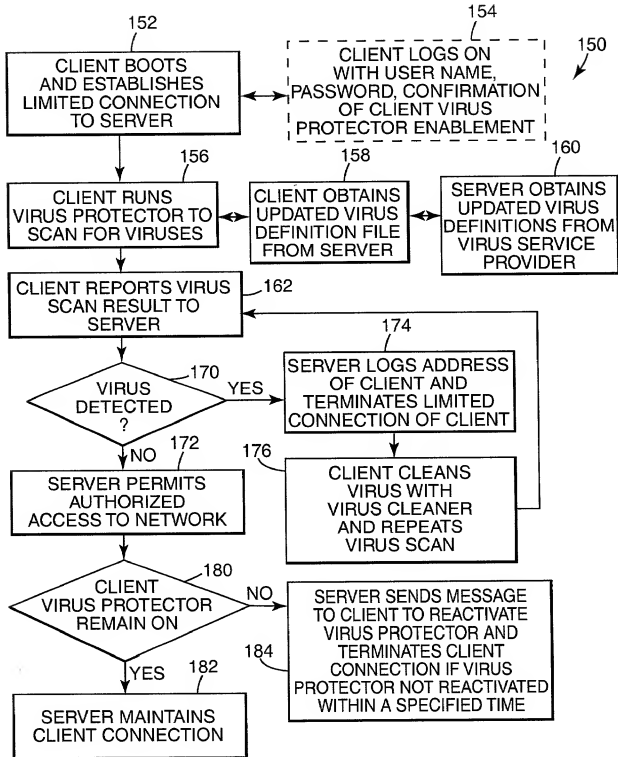 152
CLIENT BOOTS
AND ESTABLISHES
LIMITED CONNECTION
TO SERVER
154
CLIENT LOGS ON
WITH USER NAME,
PASSWORD, CONFIRMATION
OF CLIENT VIRUS
PROTECTOR ENABLEMENT
150
156
CLIENT RUNS
VIRUS PROTECTOR TO
SCAN FOR VIRUSES
158
CLIENT OBTAINS
UPDATED VIRUS
DEFINITION FILE
FROM SERVER
160
SERVER OBTAINS
UPDATED VIRUS
DEFINITIONS FROM
VIRUS SERVICE
PROVIDER
CLIENT REPORTS VIRUS
SCAN RESULT TO
SERVER
162
170
VIRUS
DETECTED
?
YES
NO
174
SERVER LOGS ADDRESS
OF CLIENT AND
TERMINATES LIMITED
CONNECTION OF CLIENT
176
CLIENT CLEANS
VIRUS WITH
VIRUS CLEANER
AND REPEATS
VIRUS SCAN
172
SERVER PERMITS
AUTHORIZED
ACCESS TO NETWORK
180
CLIENT
VIRUS PROTECTOR
REMAIN ON
NO
YES
SERVER SENDS MESSAGE
TO CLIENT TO REACTIVATE
VIRUS PROTECTOR AND
TERMINATES CLIENT
CONNECTION IF VIRUS
PROTECTOR NOT REACTIVATED
WITHIN A SPECIFIED TIME
184
182
SERVER MAINTAINS
CLIENT CONNECTION